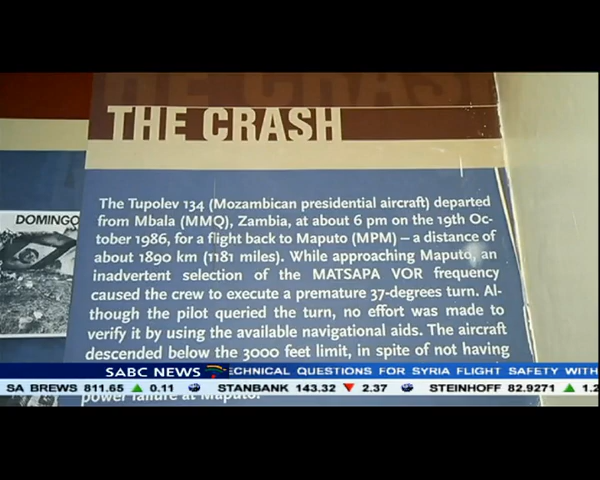 THE CRASH
THE CRASH
DOMINGO
The Tupolev 134 (Mozambican presidential aircraft) departed
from Mbala (MMQ), Zambia, at about 6 pm on the 19th Oc-
tober 1986, for a flight back to Maputo (MPM) – a distance of
about 1890 km (1181 miles). While approaching Maputo, an
inadvertent selection of the MATSAPA VOR frequency
caused the crew to execute a premature 37-degrees turn. Al-
though the pilot queried the turn, no effort was made to
verify it by using the available navigational aids. The aircraft
descended below the 3000 feet limit, in spite of not having
power failure at Maputo.
SABC NEWS ECHNICAL QUESTIONS FOR SYRIA FLIGHT SAFETY WITH
SA BREWS 811.65 ▲ 0.11 STANBANK 143.32 ▼ 2.37 STEINHOFF 82.9271 ▲ 1.2